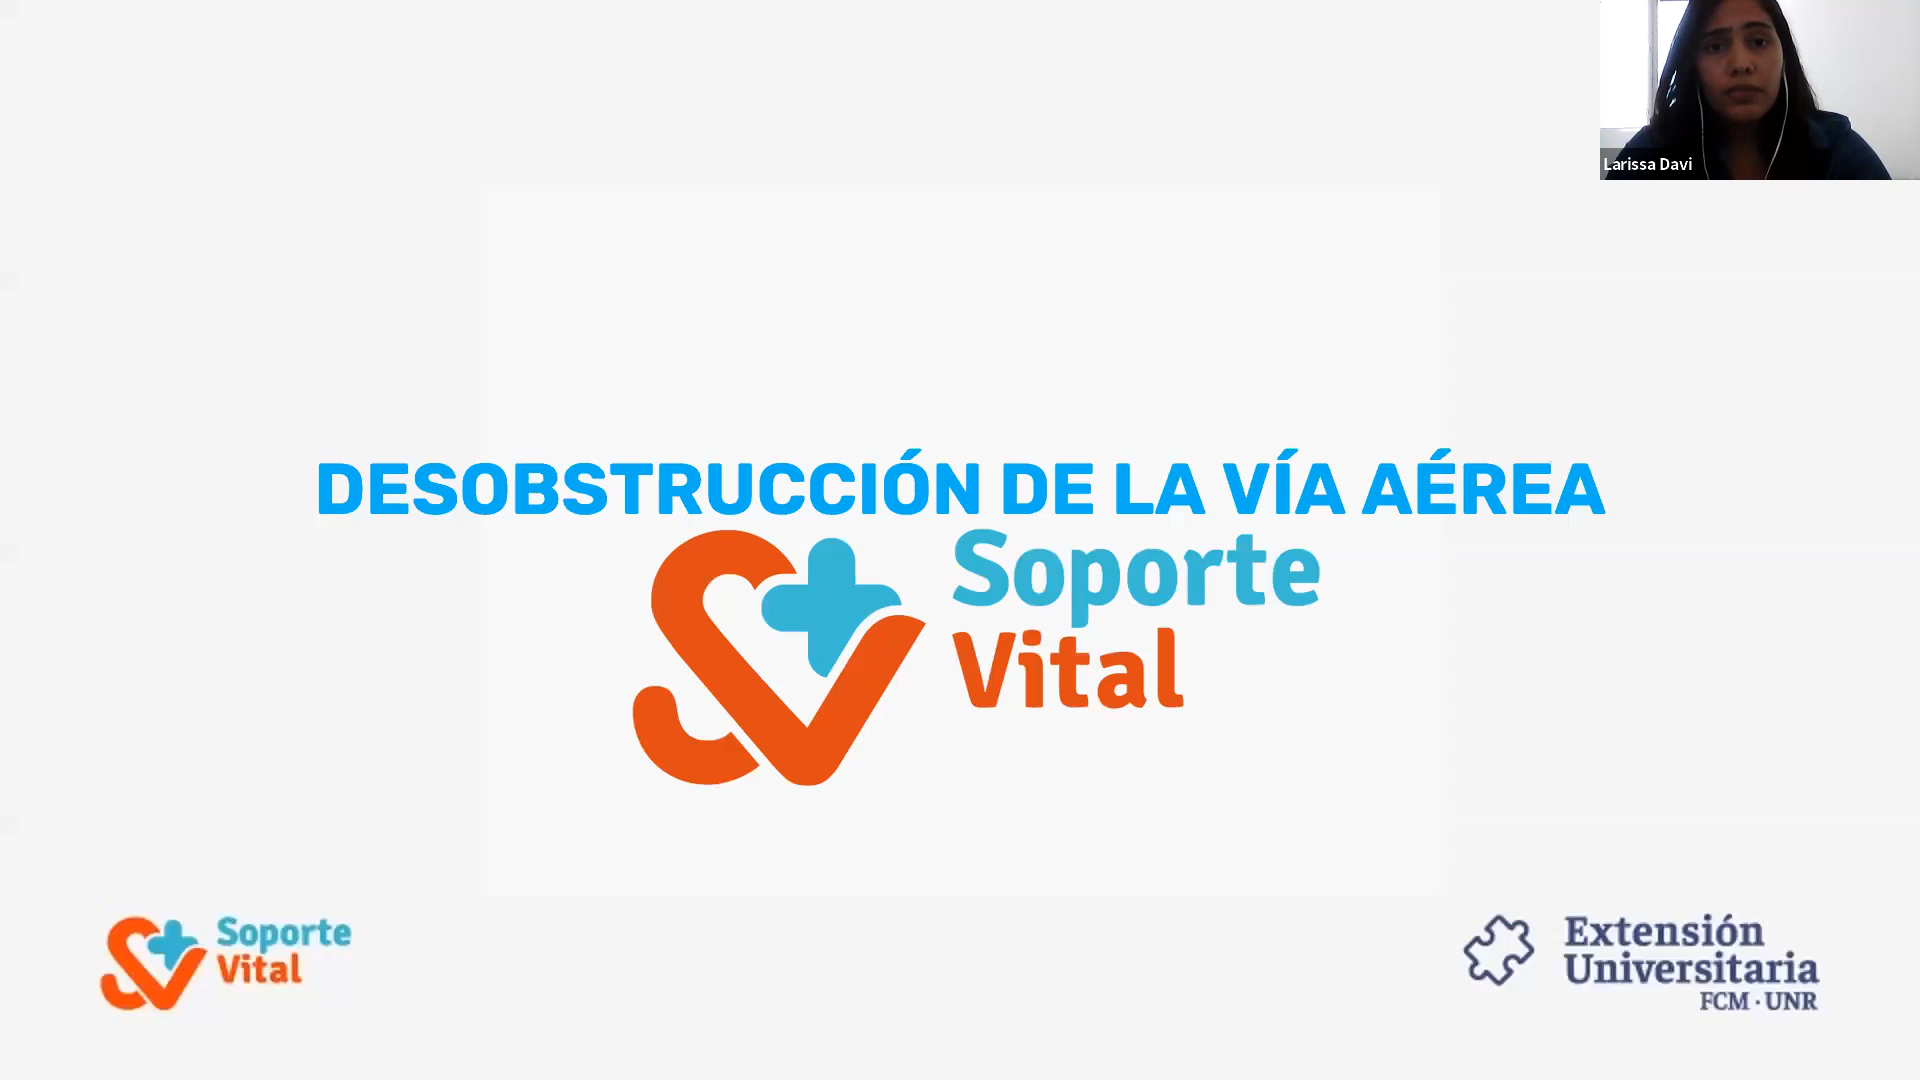 Larissa Davi
DESOBSTRUCCIÓN DE LA VÍA AÉREA
Soporte
Vital
Soporte
Vital
Extensión
Universitaria
FCM · UNR